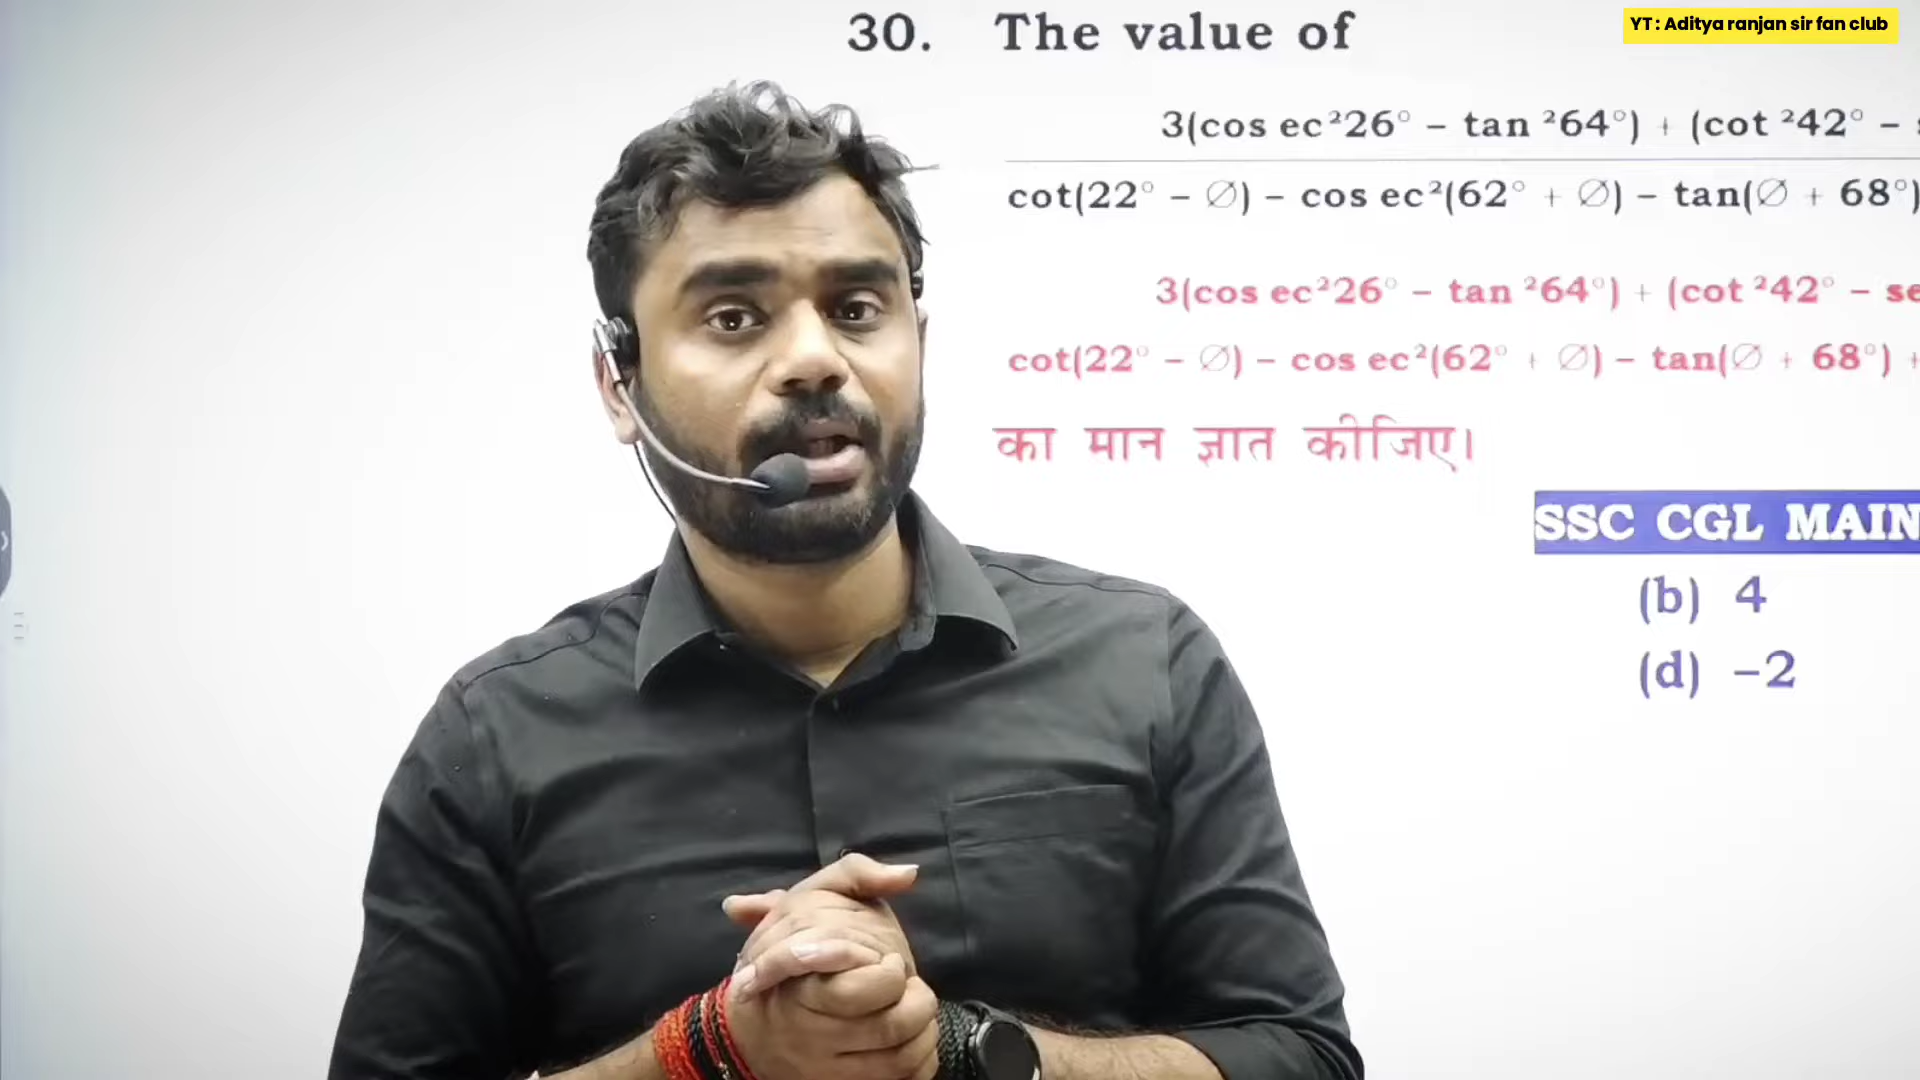 YT : Aditya ranjan sir fan club
30. The value of
3(cos ec²26° – tan ²64°) + (cot ²42° –
cot(22° – ∅) – cos ec²(62° + ∅) – tan(∅ + 68°)
3(cos ec²26° – tan ²64°) + (cot ²42° – se
cot(22° – ∅) – cos ec²(62° + ∅) – tan(∅ + 68°) +
का मान ज्ञात कीजिए।
SSC CGL MAIN
(b) 4
(d) –2